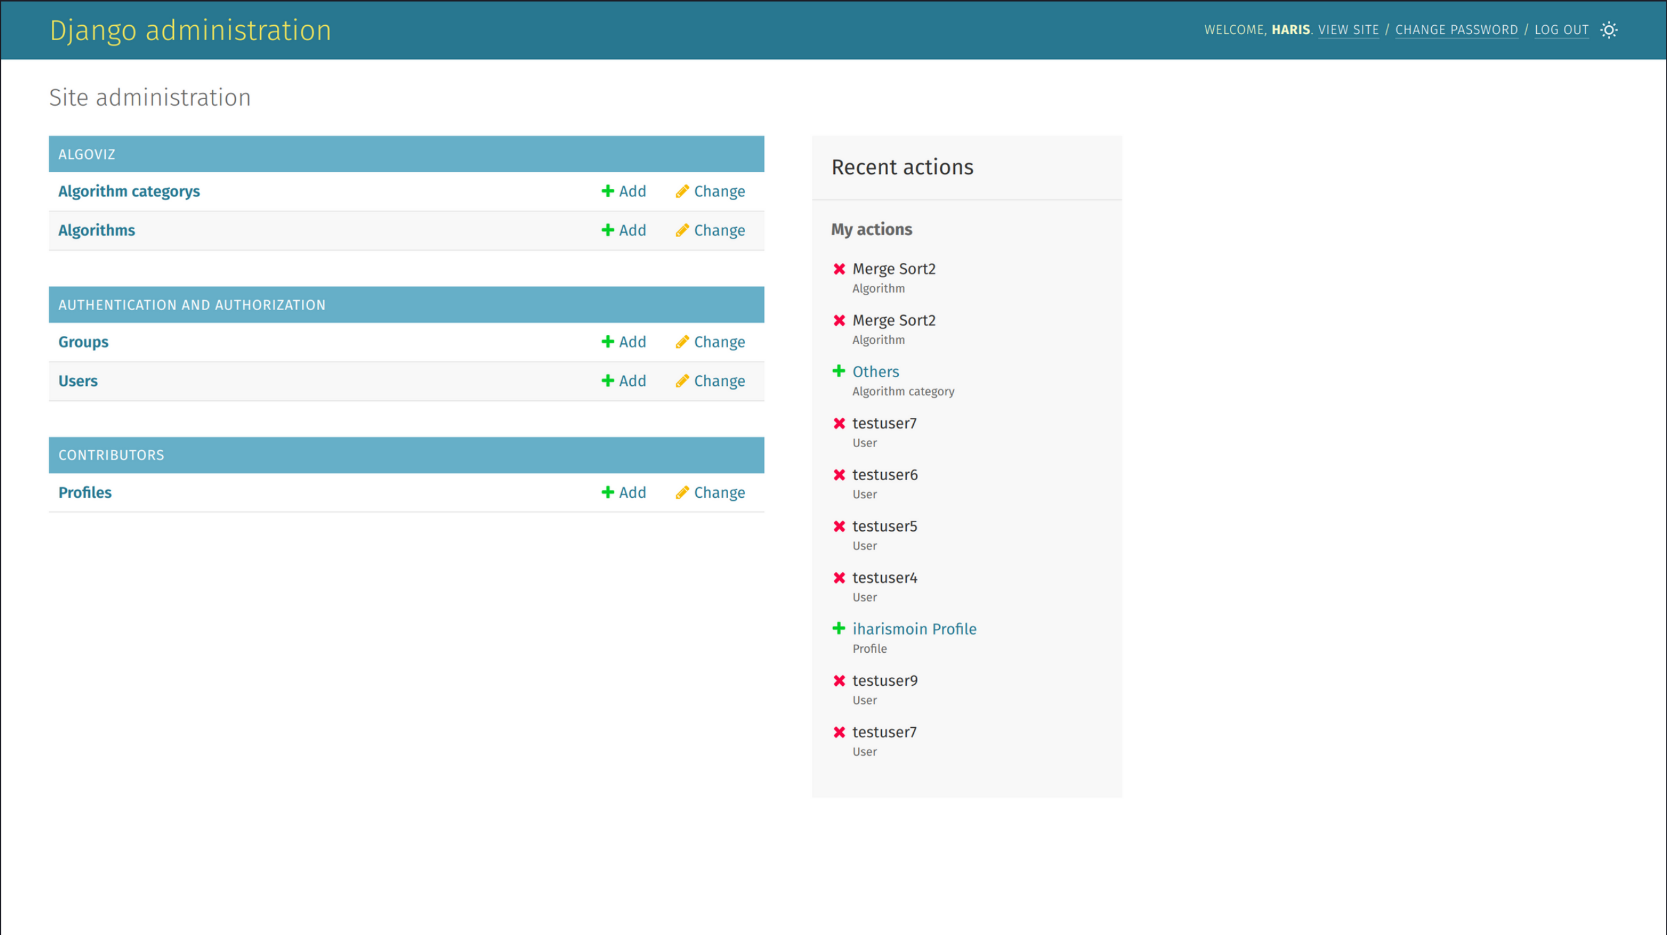 Django administration
WELCOME, HARIS. VIEW SITE / CHANGE PASSWORD / LOG OUT
Site administration
ALGOVIZ
Algorithm categorys Add Change
Algorithms Add Change
AUTHENTICATION AND AUTHORIZATION
Groups Add Change
Users Add Change
CONTRIBUTORS
Profiles Add Change
Recent actions
My actions
Merge Sort2
Algorithm
Merge Sort2
Algorithm
Others
Algorithm category
testuser7
User
testuser6
User
testuser5
User
testuser4
User
iharismoin Profile
Profile
testuser9
User
testuser7
User